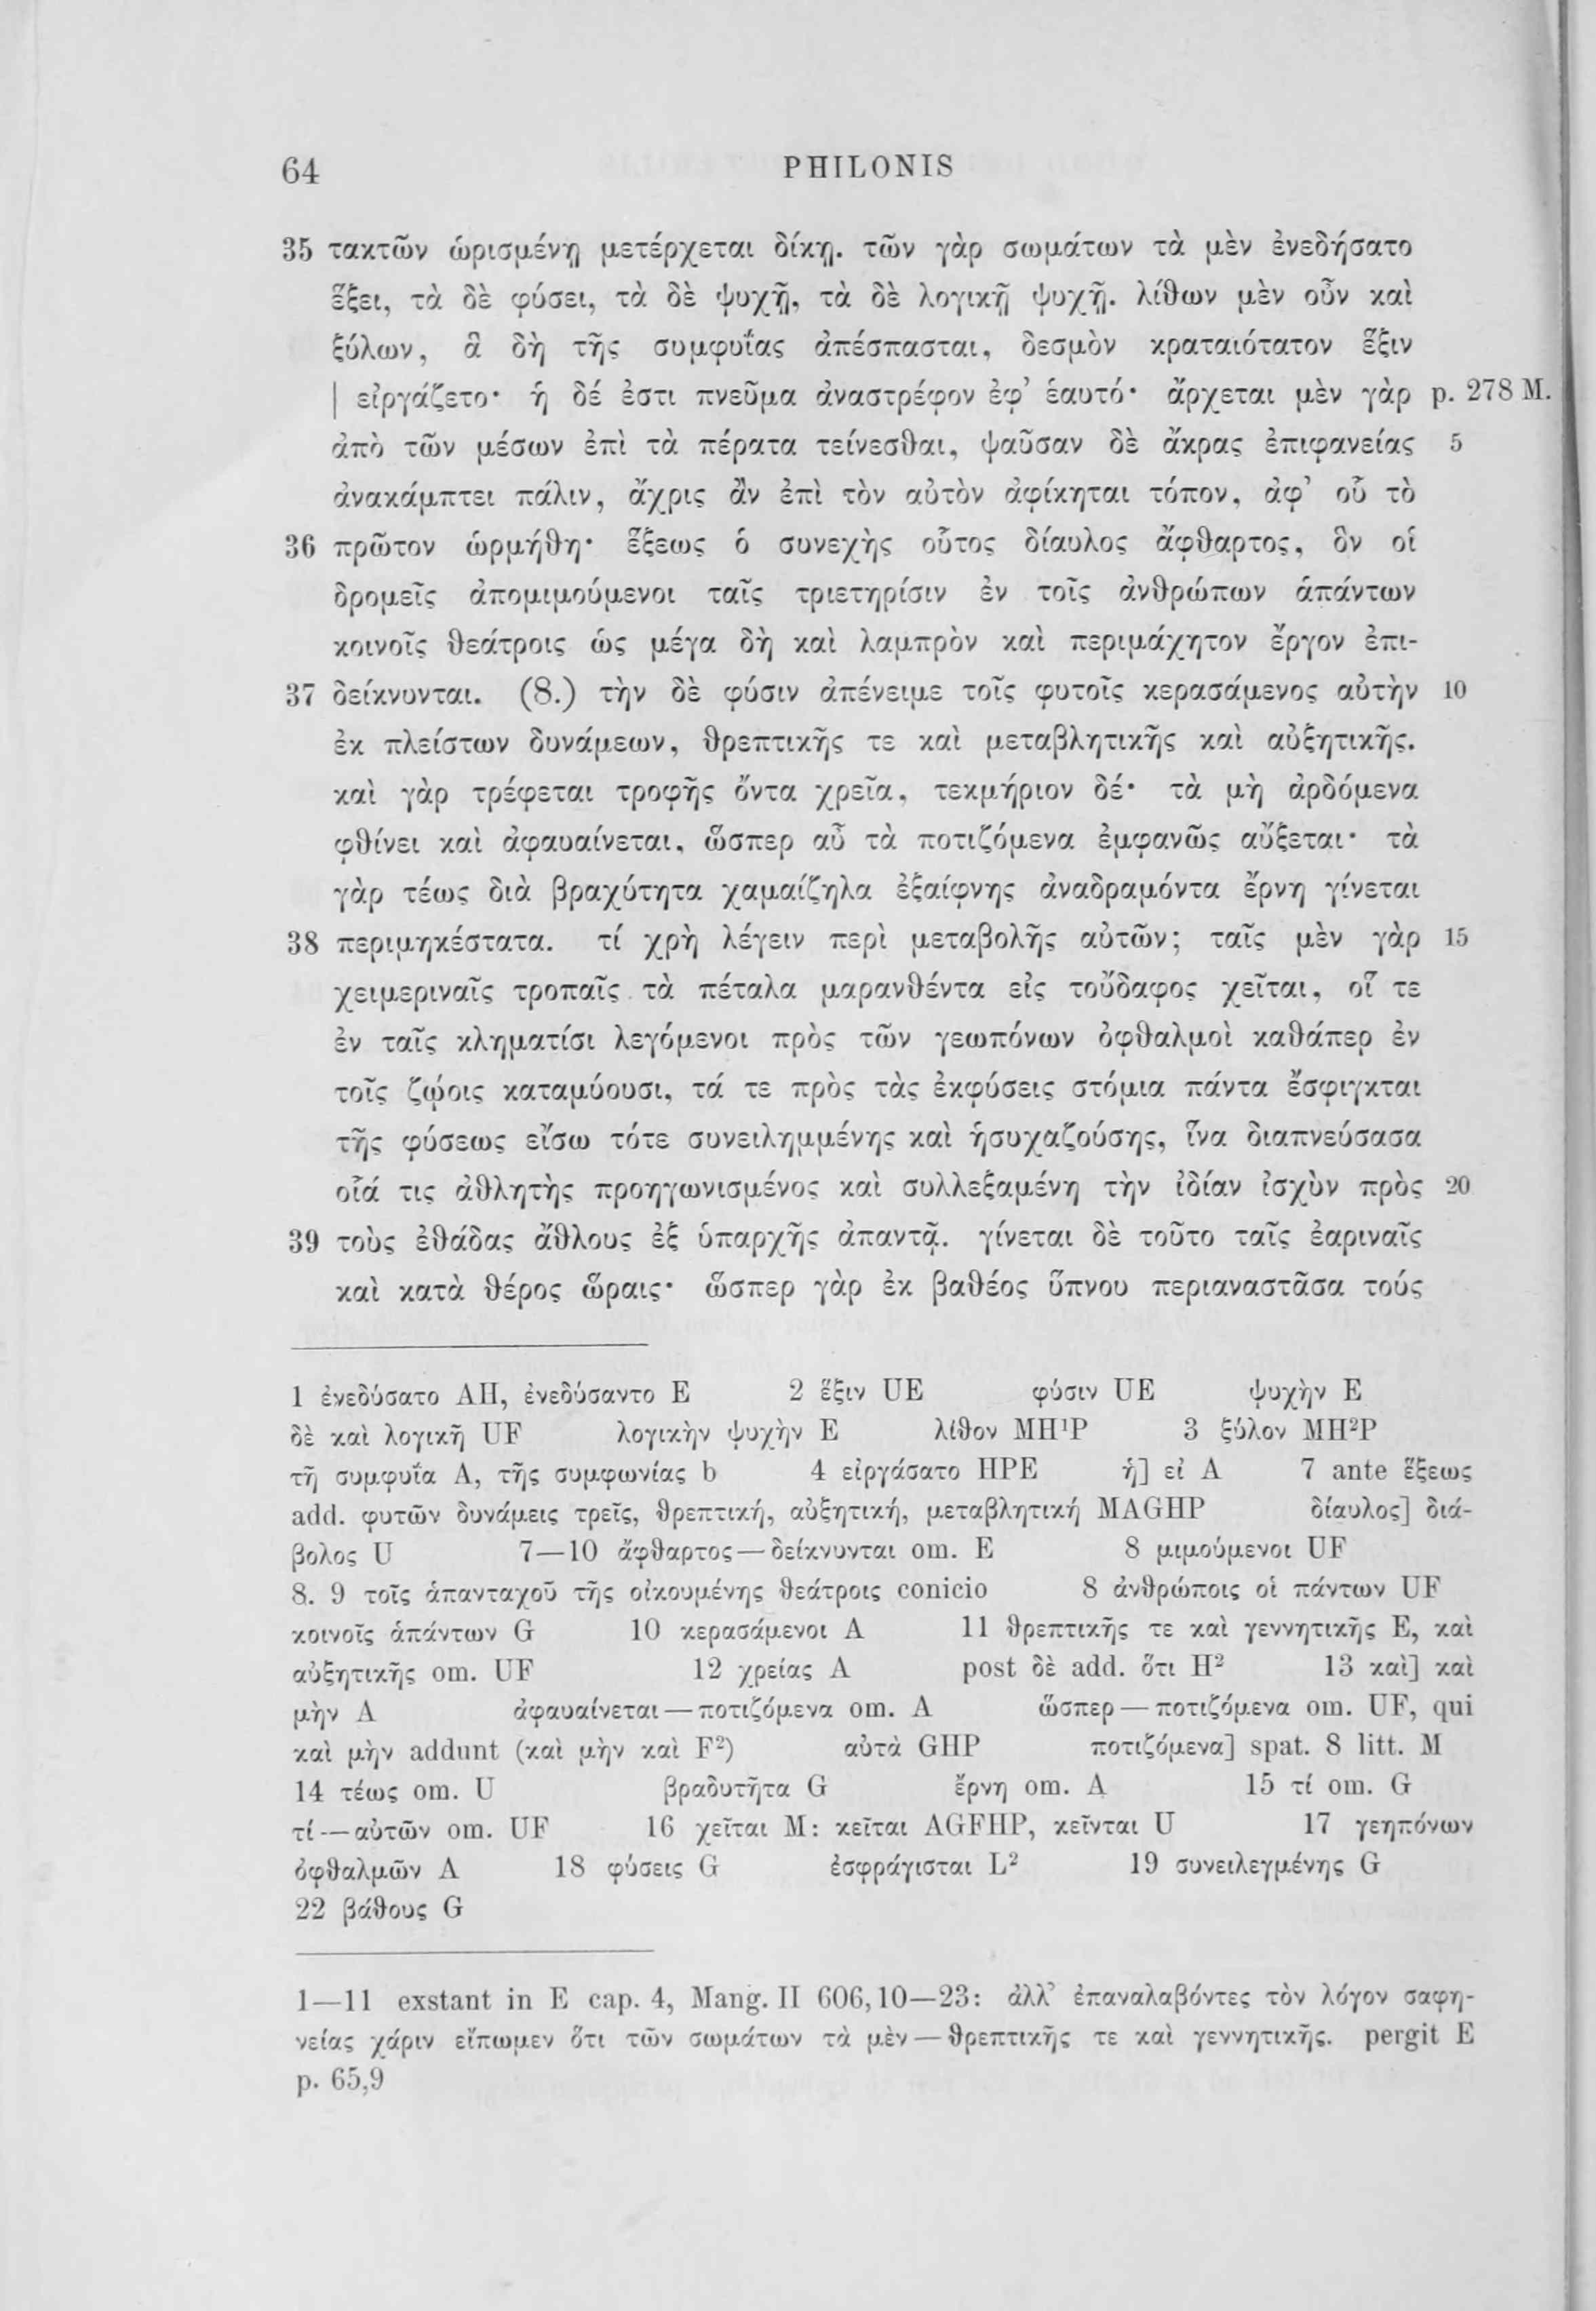 64 PHILONIS
35 τακτῶν ὡρισμένῃ μετέρχεται δίκῃ. τῶν γὰρ σωμάτων τὰ μὲν ἐνεδήσατο
ἕξει, τὰ δὲ φύσει, τὰ δὲ ψυχῇ, τὰ δὲ λογικῇ ψυχῇ. λίθων μὲν οὖν καὶ
ξύλων, ἃ δὴ τῆς συμφυΐας ἀπέσπασται, δεσμὸν κραταιότατον ἕξιν
| εἰργάζετο· ἡ δέ ἐστι πνεῦμα ἀναστρέφον ἐφ’ ἑαυτό· ἄρχεται μὲν γὰρ p. 278 M.
ἀπὸ τῶν μέσων ἐπὶ τὰ πέρατα τείνεσθαι, ψαῦσαν δὲ ἄκρας ἐπιφανείας 5
ἀνακάμπτει πάλιν, ἄχρις ἂν ἐπὶ τὸν αὐτὸν ἀφίκηται τόπον, ἀφ’ οὗ τὸ
36 πρῶτον ὡρμήθη· ἕξεως ὁ συνεχὴς οὗτος δίαυλος ἄφθαρτος, ὃν οἱ
δρομεῖς ἀπομιμούμενοι ταῖς τριετηρίσιν ἐν τοῖς ἀνθρώπων ἁπάντων
κοινοῖς θεάτροις ὡς μέγα δὴ καὶ λαμπρὸν καὶ περιμάχητον ἔργον ἐπι-
37 δείκνυνται. (8.) τὴν δὲ φύσιν ἀπένειμε τοῖς φυτοῖς κερασάμενος αὐτὴν 10
ἐκ πλείστων δυνάμεων, θρεπτικῆς τε καὶ μεταβλητικῆς καὶ αὐξητικῆς.
καὶ γὰρ τρέφεται τροφῆς ὄντα χρεῖα, τεκμήριον δέ· τὰ μὴ ἀρδόμενα
φθίνει καὶ ἀφαυαίνεται, ὥσπερ αὖ τὰ ποτιζόμενα ἐμφανῶς αὔξεται· τὰ
γὰρ τέως διὰ βραχύτητα χαμαίζηλα ἐξαίφνης ἀναδραμόντα ἔρνη γίνεται
38 περιμηκέστατα. τί χρὴ λέγειν περὶ μεταβολῆς αὐτῶν; ταῖς μὲν γὰρ 15
χειμεριναῖς τροπαῖς τὰ πέταλα μαρανθέντα εἰς τοὔδαφος χεῖται, οἵ τε
ἐν ταῖς κληματίσι λεγόμενοι πρὸς τῶν γεωπόνων ὀφθαλμοὶ καθάπερ ἐν
τοῖς ζῴοις καταμύουσι, τά τε πρὸς τὰς ἐκφύσεις στόμια πάντα ἔσφιγκται
τῆς φύσεως εἴσω τότε συνειλημμένης καὶ ἡσυχαζούσης, ἵνα διαπνεύσασα
οἷά τις ἀθλητὴς προηγωνισμένος καὶ συλλεξαμένη τὴν ἰδίαν ἰσχὺν πρὸς 20
39 τοὺς ἐθάδας ἄθλους ἐξ ὑπαρχῆς ἀπαντᾷ. γίνεται δὲ τοῦτο ταῖς ἐαριναῖς
καὶ κατὰ θέρος ὥραις· ὥσπερ γὰρ ἐκ βαθέος ὕπνου περιαναστᾶσα τούς
1 ἐνεδύσατο AH, ἐνεδύσαντο E 2 ἕξιν UE φύσιν UE ψυχὴν E
δὲ καὶ λογικῇ UF λογικὴν ψυχὴν E λίθον MH¹P 3 ξύλον MH²P
τῇ συμφυΐα A, τῆς συμφωνίας b 4 εἰργάσατο HPE ἡ] εἰ A 7 ante ἕξεως
add. φυτῶν δυνάμεις τρεῖς, θρεπτική, αὐξητική, μεταβλητική MAGHP δίαυλος] διά-
βολος U 7—10 ἄφθαρτος—δείκνυνται om. E 8 μιμούμενοι UF
8. 9 τοῖς ἁπανταχοῦ τῆς οἰκουμένης θεάτροις conicio 8 ἀνθρώποις οἱ πάντων UF
κοινοῖς ἁπάντων G 10 κερασάμενοι A 11 θρεπτικῆς τε καὶ γεννητικῆς E, καὶ
αὐξητικῆς om. UF 12 χρείας A post δὲ add. ὅτι H² 13 καὶ] καὶ
μὴν A ἀφαυαίνεται—ποτιζόμενα om. A ὥσπερ—ποτιζόμενα om. UF, qui
καὶ μὴν addunt (καὶ μὴν καὶ F²) αὐτὰ GHP ποτιζόμενα] spat. 8 litt. M
14 τέως om. U βραδυτῆτα G ἔρνη om. A 15 τί om. G
τί—αὐτῶν om. UF 16 χεῖται M: κεῖται AGFHP, κεῖνται U 17 γεηπόνων
ὀφθαλμῶν A 18 φύσεις G ἐσφράγισται L² 19 συνειλεγμένης G
22 βάθους G
1—11 exstant in E cap. 4, Mang. II 606,10—23: ἀλλ’ ἐπαναλαβόντες τὸν λόγον σαφη-
νείας χάριν εἴπωμεν ὅτι τῶν σωμάτων τὰ μὲν—θρεπτικῆς τε καὶ γεννητικῆς. pergit E
p. 65,9